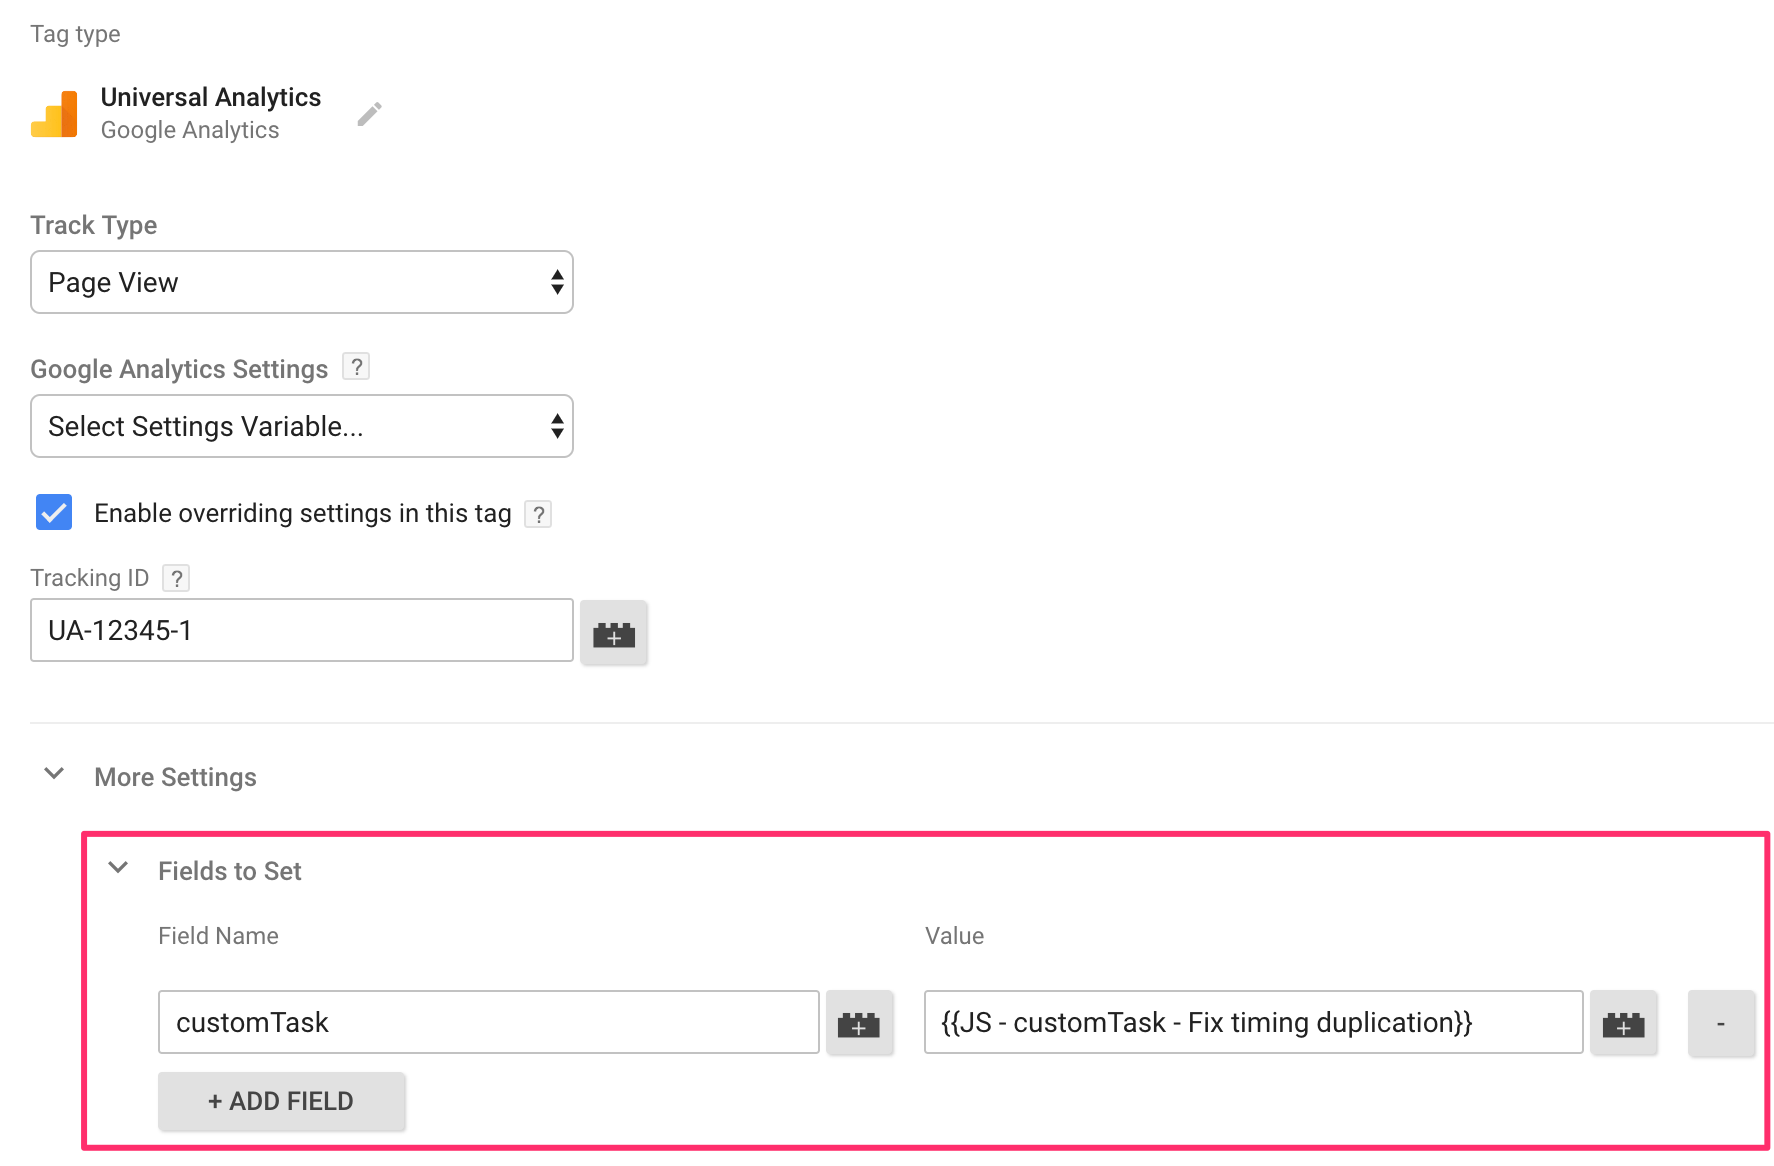 Tag type
Universal Analytics
Google Analytics
Track Type
Page View
Google Analytics Settings ?
Select Settings Variable...
Enable overriding settings in this tag ?
Tracking ID ?
UA-12345-1
More Settings
Fields to Set
Field Name Value
customTask {{JS - customTask - Fix timing duplication}} -
+ ADD FIELD